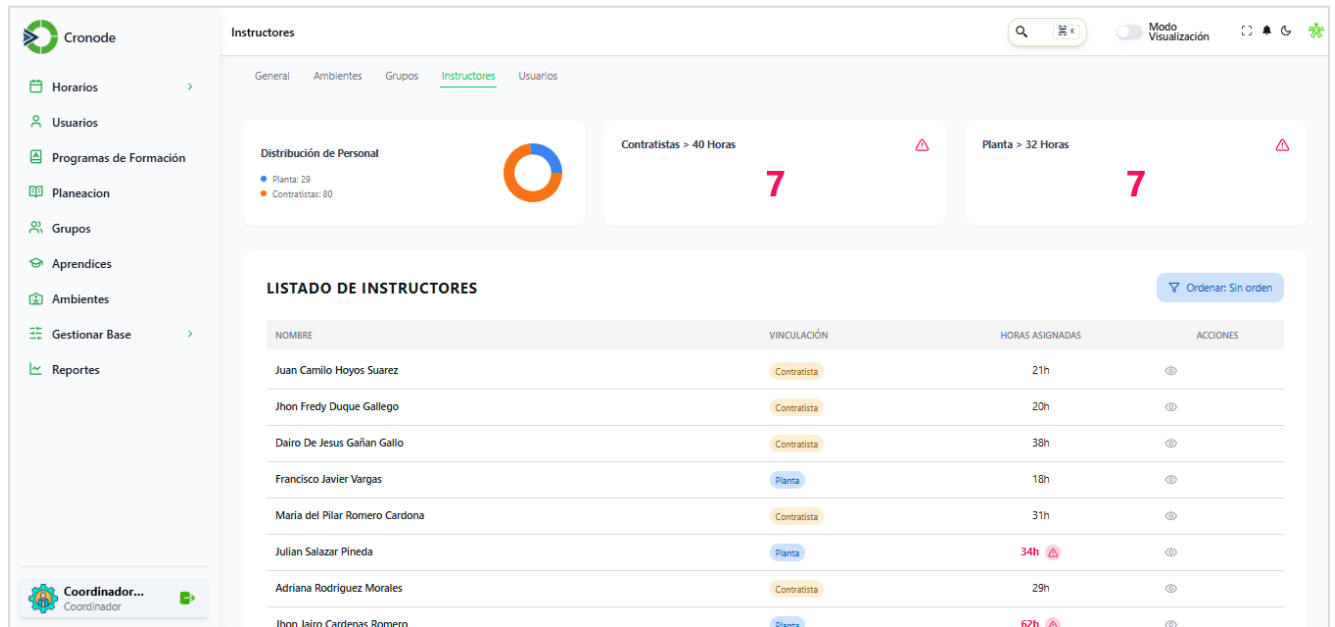 Cronode
Instructores
⌘ K
Modo
Visualización
Horarios
Usuarios
Programas de Formación
Planeacion
Grupos
Aprendices
Ambientes
Gestionar Base
Reportes
Coordinador...
Coordinador
General Ambientes Grupos Instructores Usuarios
Distribución de Personal
Planta: 29
Contratistas: 80
Contratistas > 40 Horas
7
Planta > 32 Horas
7
LISTADO DE INSTRUCTORES
Ordenar: Sin orden
NOMBRE VINCULACIÓN HORAS ASIGNADAS ACCIONES
Juan Camilo Hoyos Suarez Contratista 21h
Jhon Fredy Duque Gallego Contratista 20h
Dairo De Jesus Gañan Gallo Contratista 38h
Francisco Javier Vargas Planta 18h
Maria del Pilar Romero Cardona Contratista 31h
Julian Salazar Pineda Planta 34h
Adriana Rodriguez Morales Contratista 29h
Jhon Jairo Cardenas Romero Planta 62h